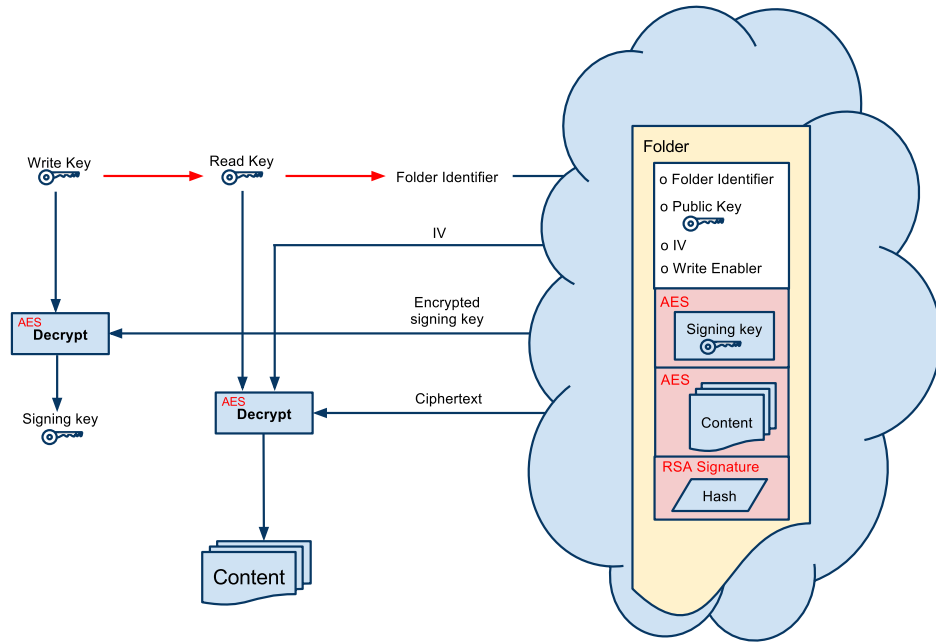 Folder
Write Key
Read Key
Folder Identifier
o Folder Identifier
o Public Key
o IV
o Write Enabler
IV
Encrypted
signing key
AES
Signing key
AES
Decrypt
Signing key
AES
Decrypt
Ciphertext
AES
Content
RSA Signature
Hash
Content